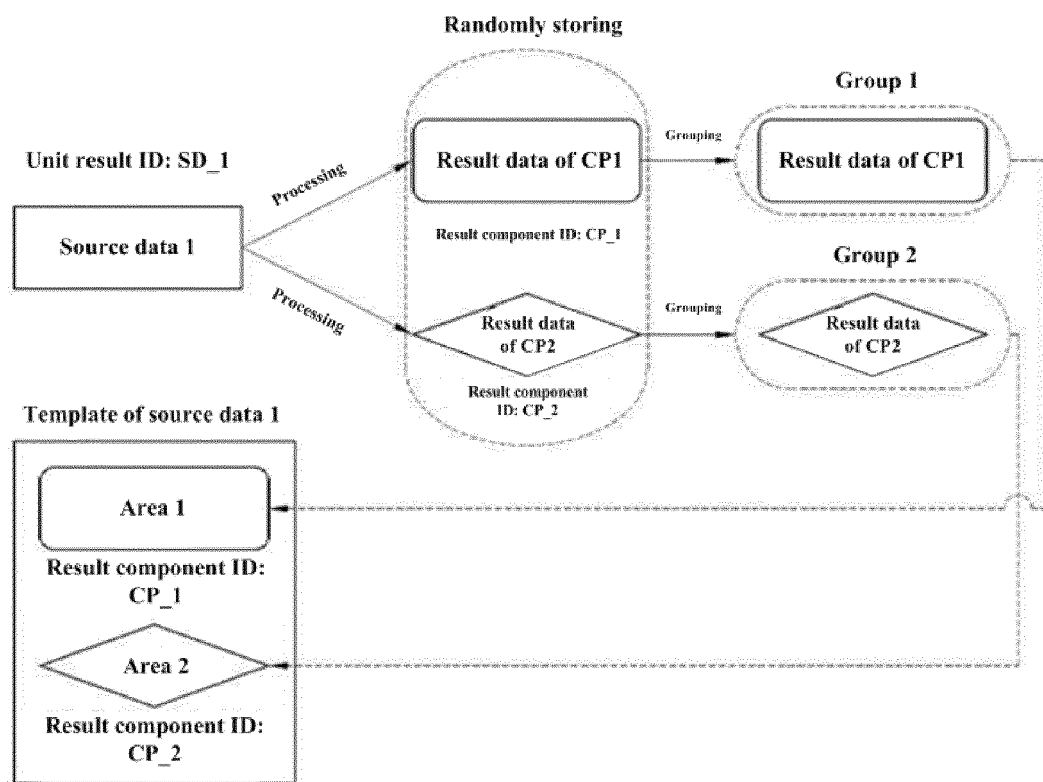 Randomly storing
Group 1
Unit result ID: SD_1
Source data 1
Processing
Processing
Result data of CP1
Result component ID: CP_1
Grouping
Result data of CP1
Group 2
Result data
of CP2
Result component
ID: CP_2
Grouping
Result data
of CP2
Template of source data 1
Area 1
Result component ID:
CP_1
Area 2
Result component ID:
CP_2